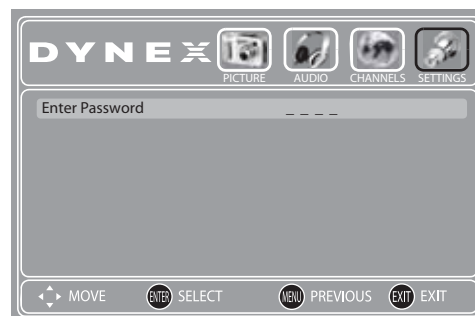 DYNEX
PICTURE AUDIO CHANNELS SETTINGS
Enter Password _ _ _ _
MOVE ENTER SELECT MENU PREVIOUS EXIT EXIT